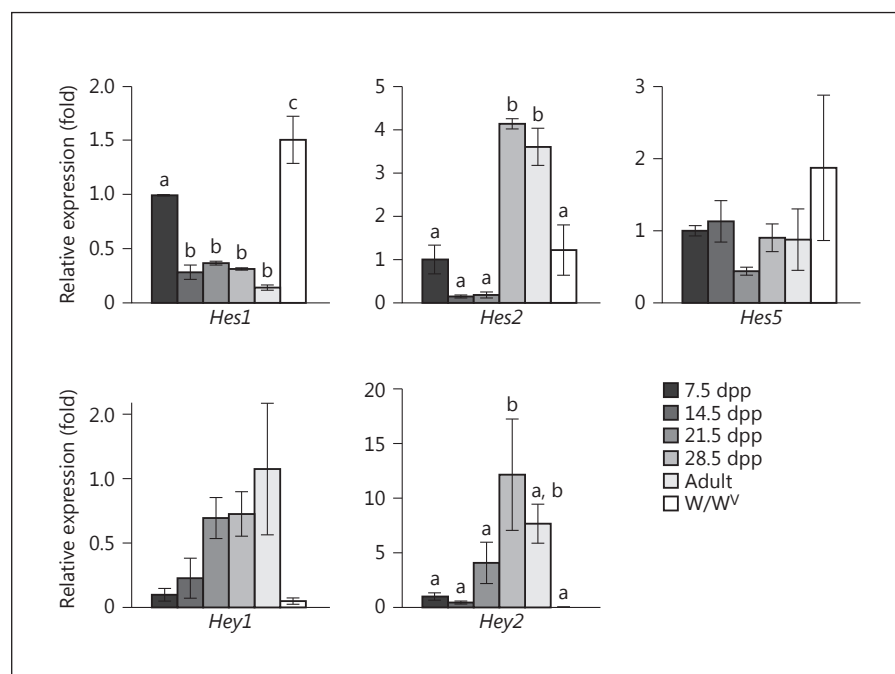 Relative expression (fold)
2.0
1.5
1.0
0.5
0
a
b
b
b
b
c
Hes1
5
4
3
2
1
0
a
a
a
b
b
a
Hes2
3
2
1
0
Hes5
Relative expression (fold)
2.0
1.0
0.5
0
Hey1
20
15
10
5
0
a
a
a
b
a, b
a
Hey2
7.5 dpp
14.5 dpp
21.5 dpp
28.5 dpp
Adult
W/Wᵛ